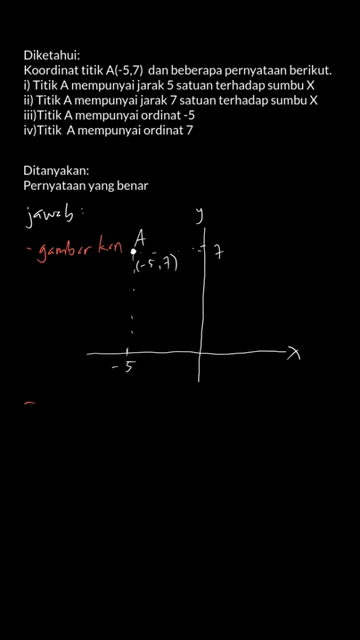 Diketahui:
Koordinat titik A(-5,7) dan beberapa pernyataan berikut.
i) Titik A mempunyai jarak 5 satuan terhadap sumbu X
ii) Titik A mempunyai jarak 7 satuan terhadap sumbu X
iii)Titik A mempunyai ordinat -5
iv)Titik A mempunyai ordinat 7
Ditanyakan:
Pernyataan yang benar
jawab :
y
- gambar kan
A
(-5,7)
7
-5
X
-